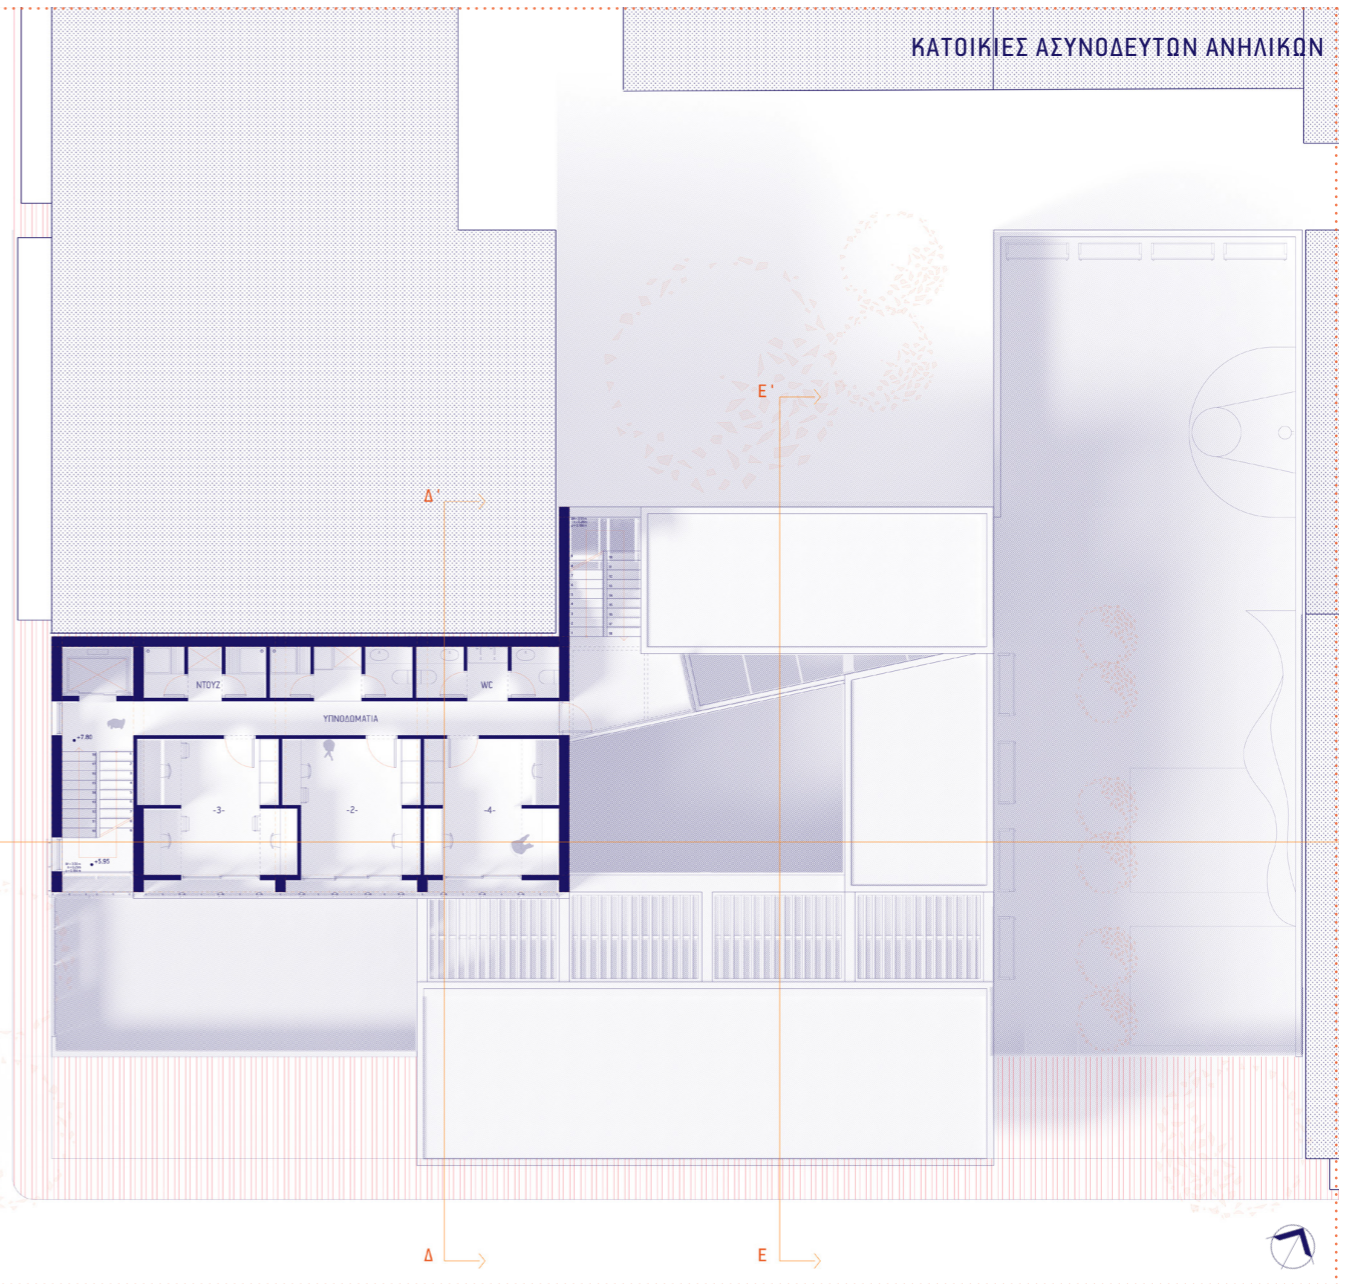 ΚΑΤΟΙΚΙΕΣ ΑΣΥΝΟΔΕΥΤΩΝ ΑΝΗΛΙΚΩΝ
Ε'
Δ'
ΝΤΟΥΖ
WC
ΥΠΝΟΔΩΜΑΤΙΑ
+7.80
-3-
-2-
-4-
+5.95
Δ
Ε